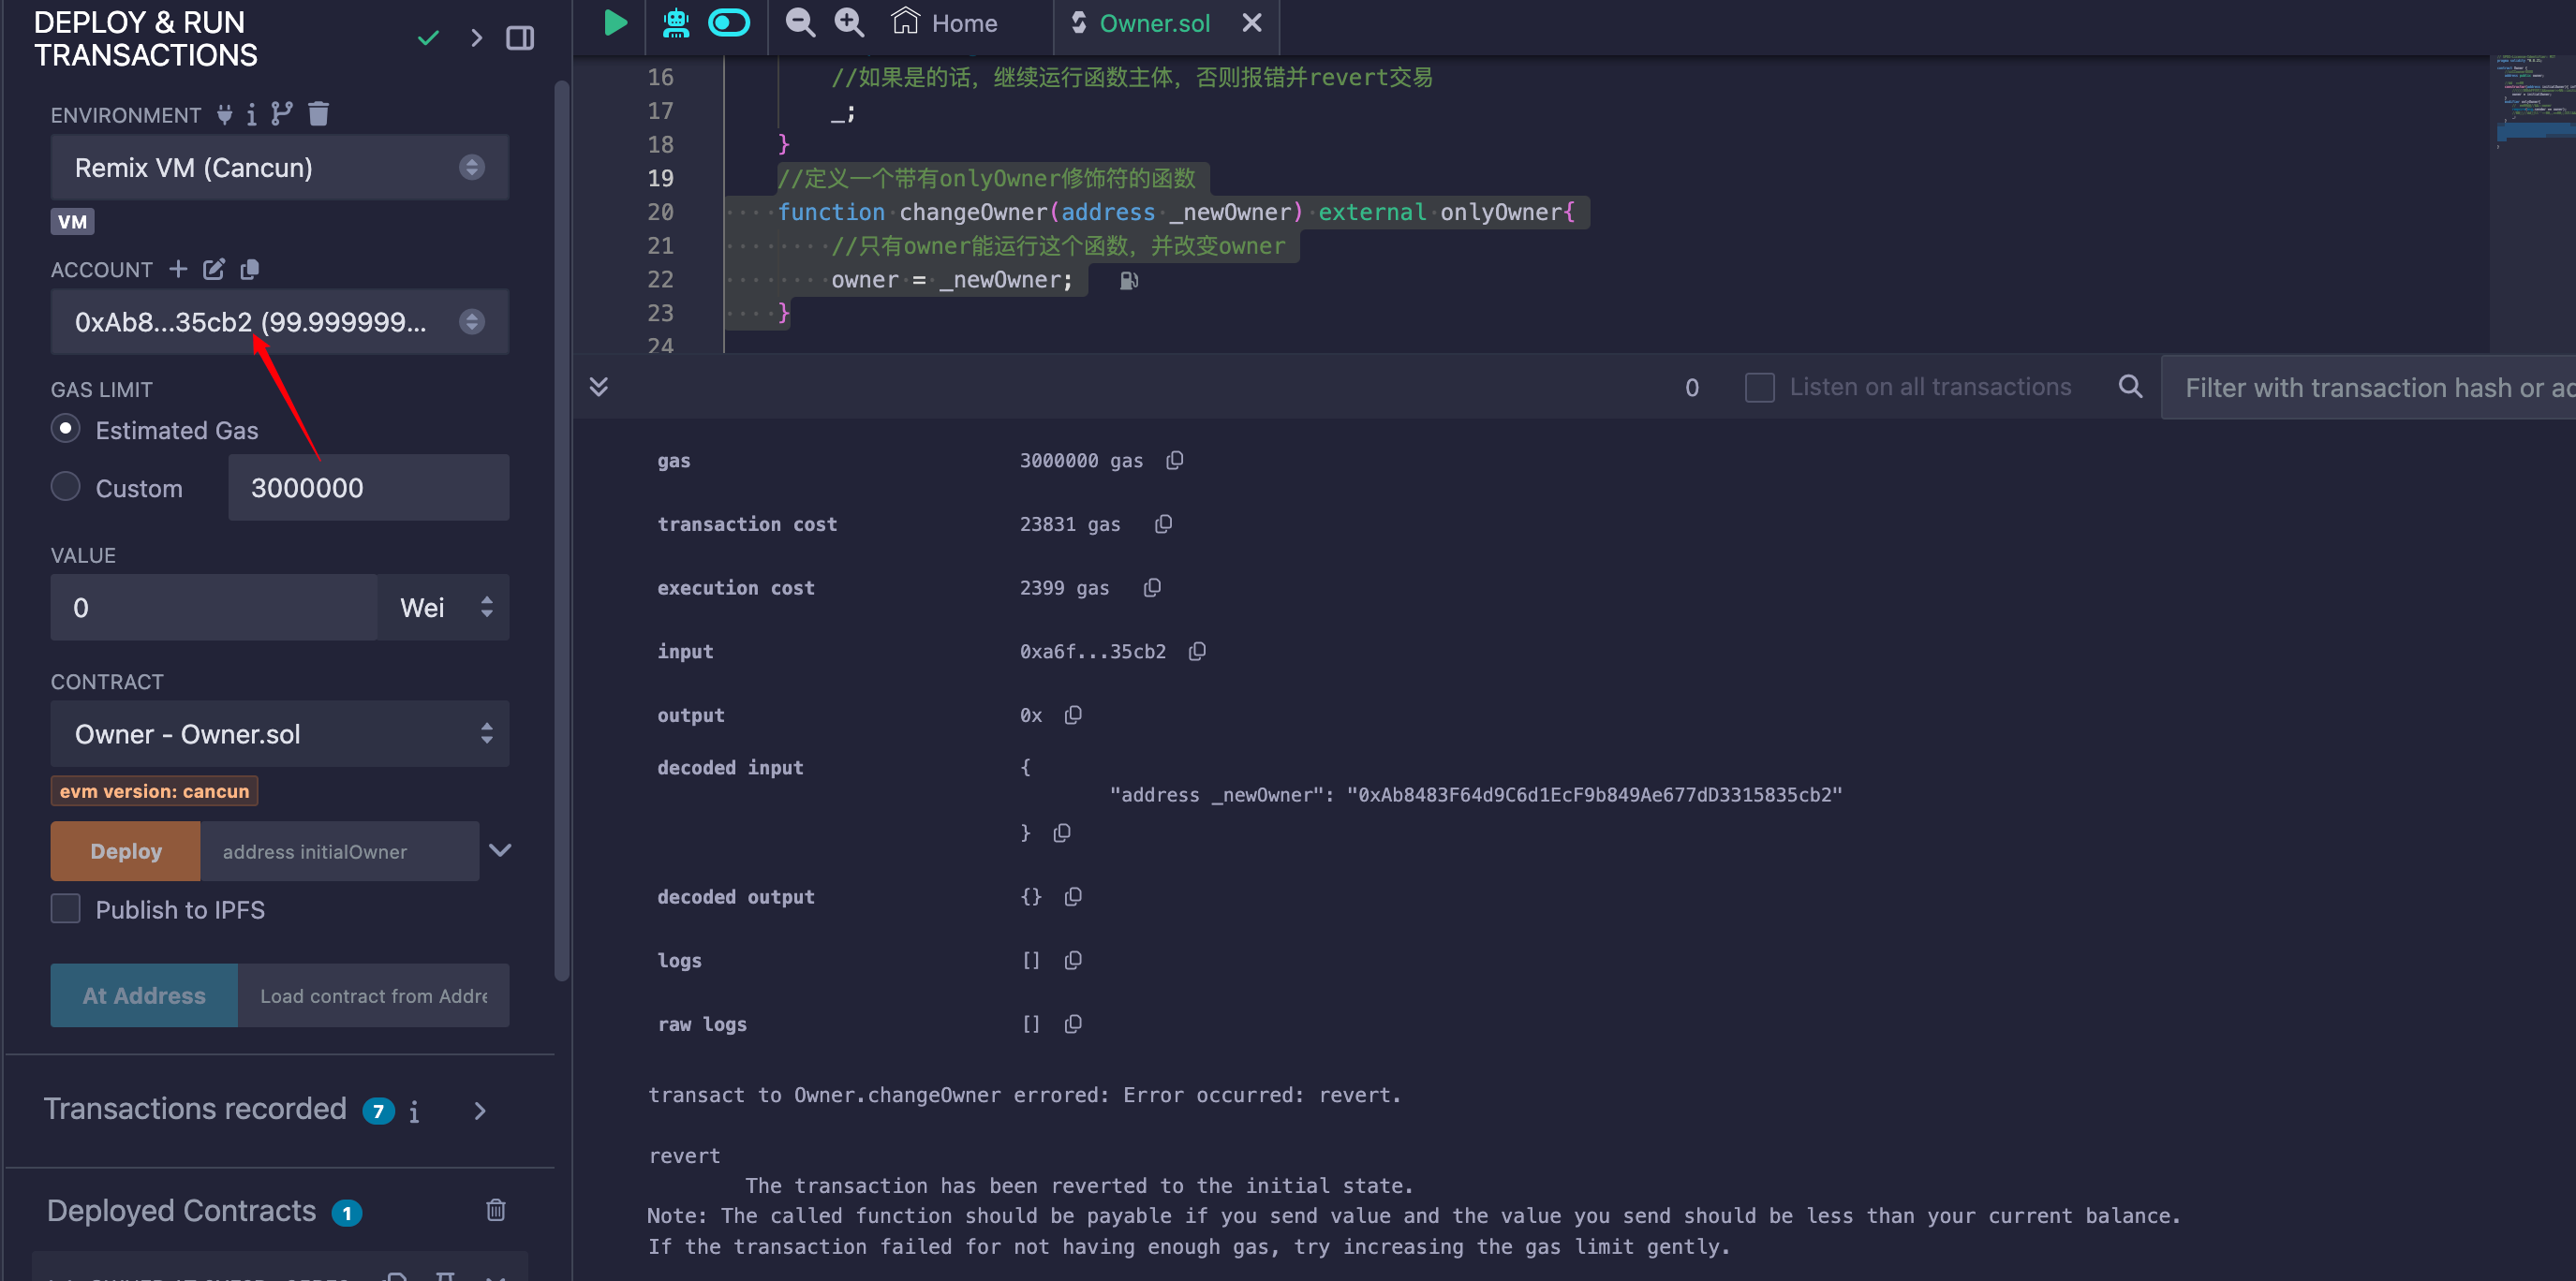 DEPLOY & RUN
TRANSACTIONS
ENVIRONMENT
Remix VM (Cancun)
VM
ACCOUNT
0xAb8...35cb2 (99.999999...
GAS LIMIT
Estimated Gas
Custom
3000000
VALUE
0
Wei
CONTRACT
Owner - Owner.sol
evm version: cancun
Deploy
address initialOwner
Publish to IPFS
At Address
Load contract from Addre
Transactions recorded 7
Deployed Contracts 1
Home
Owner.sol
16 //如果是的话，继续运行函数主体，否则报错并revert交易
17 _;
18 }
19 //定义一个带有onlyOwner修饰符的函数
20 function changeOwner(address _newOwner) external onlyOwner{
21 //只有owner能运行这个函数，并改变owner
22 owner = _newOwner;
23 }
24
0
Listen on all transactions
Filter with transaction hash or ad
gas 3000000 gas
transaction cost 23831 gas
execution cost 2399 gas
input 0xa6f...35cb2
output 0x
decoded input {
"address _newOwner": "0xAb8483F64d9C6d1EcF9b849Ae677dD3315835cb2"
}
decoded output {}
logs []
raw logs []
transact to Owner.changeOwner errored: Error occurred: revert.
revert
The transaction has been reverted to the initial state.
Note: The called function should be payable if you send value and the value you send should be less than your current balance.
If the transaction failed for not having enough gas, try increasing the gas limit gently.